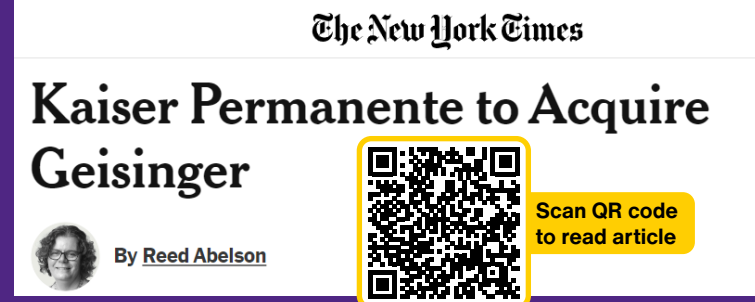 The New York Times
Kaiser Permanente to Acquire
Geisinger
By Reed Abelson
Scan QR code
to read article